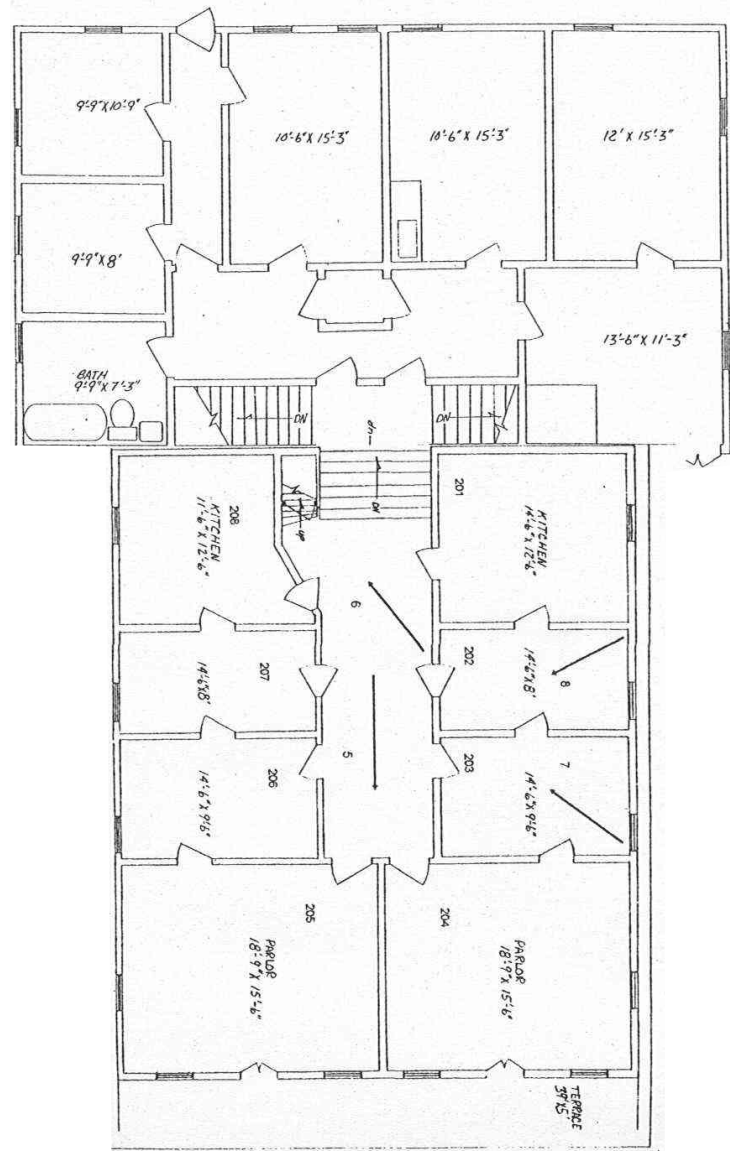 9'-9" X 10'-9"
10'-6" X 15'-3"
10'-6" X 15'-3"
12' X 15'-3"
9'-9" X 8'
13'-6" X 11'-3"
BATH
9'-9" X 7'-3"
DN
dn
DN
DN
UP
208
KITCHEN
11'-6" X 12'-6"
201
KITCHEN
14'-6" X 12'-6"
6
207
14'-6" X 8'
202
14'-6" X 8'
8
5
206
14'-6" X 9'-6"
203
14'-6" X 9'-6"
7
205
PARLOR
18'-9" X 15'-6"
204
PARLOR
18'-9" X 15'-6"
TERRACE
39' X 5'